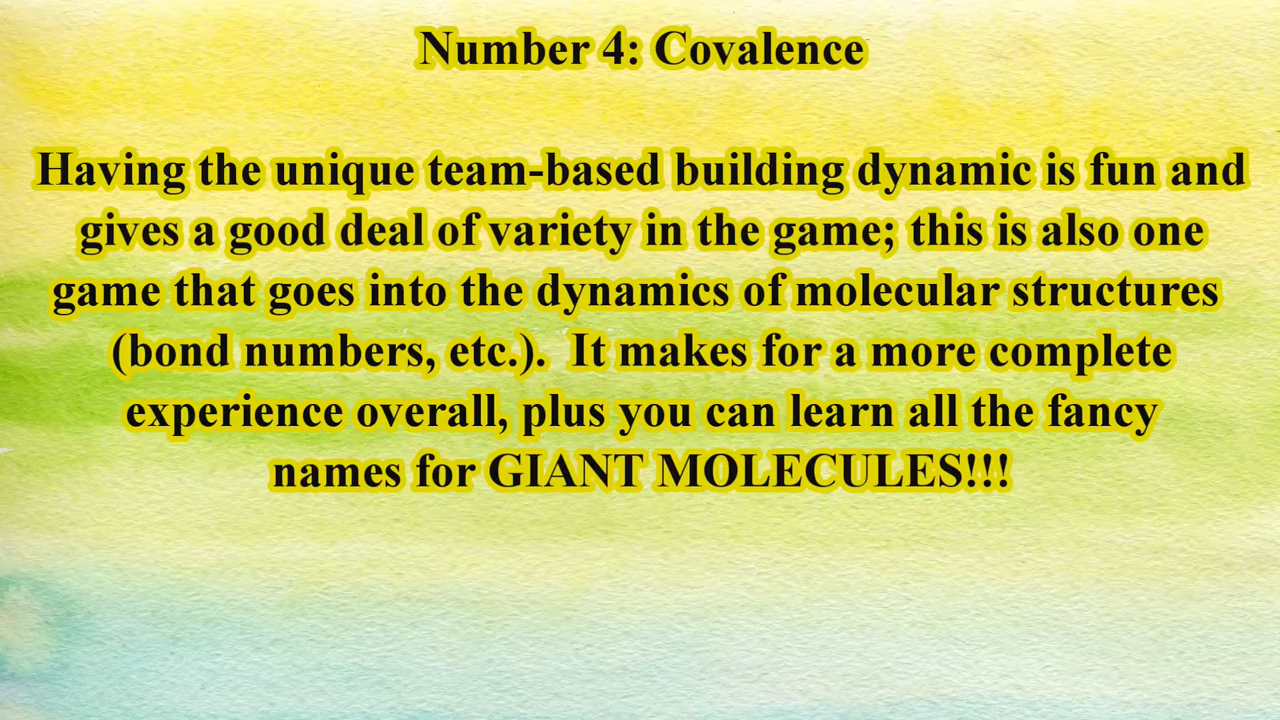 Number 4: Covalence
Having the unique team-based building dynamic is fun and
gives a good deal of variety in the game; this is also one
game that goes into the dynamics of molecular structures
(bond numbers, etc.).  It makes for a more complete
experience overall, plus you can learn all the fancy
names for GIANT MOLECULES!!!